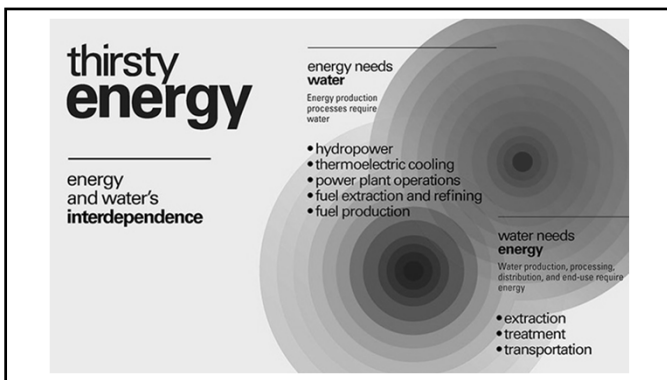 thirsty
energy
energy
and water's
interdependence
energy needs
water
Energy production
processes require
water
• hydropower
• thermoelectric cooling
• power plant operations
• fuel extraction and refining
• fuel production
water needs
energy
Water production, processing,
distribution, and end-use require
energy
• extraction
• treatment
• transportation